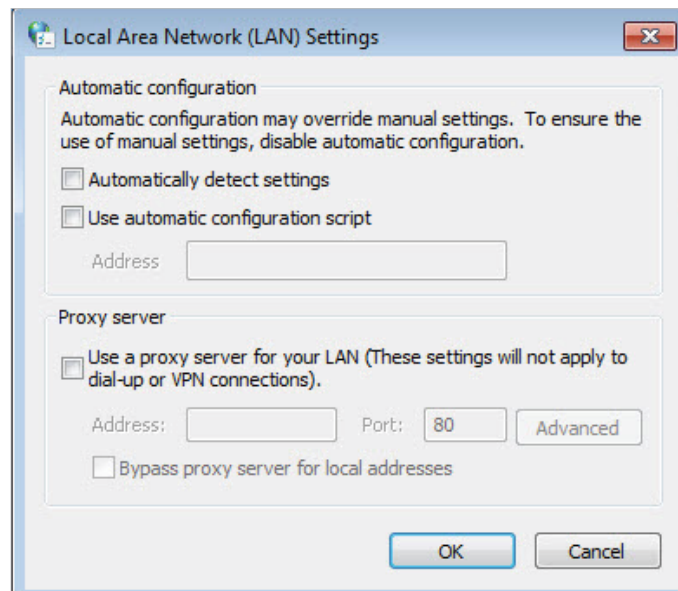 Local Area Network (LAN) Settings
Automatic configuration
Automatic configuration may override manual settings.  To ensure the
use of manual settings, disable automatic configuration.
Automatically detect settings
Use automatic configuration script
Address
Proxy server
Use a proxy server for your LAN (These settings will not apply to
dial-up or VPN connections).
Address: Port: 80 Advanced
Bypass proxy server for local addresses
OK Cancel